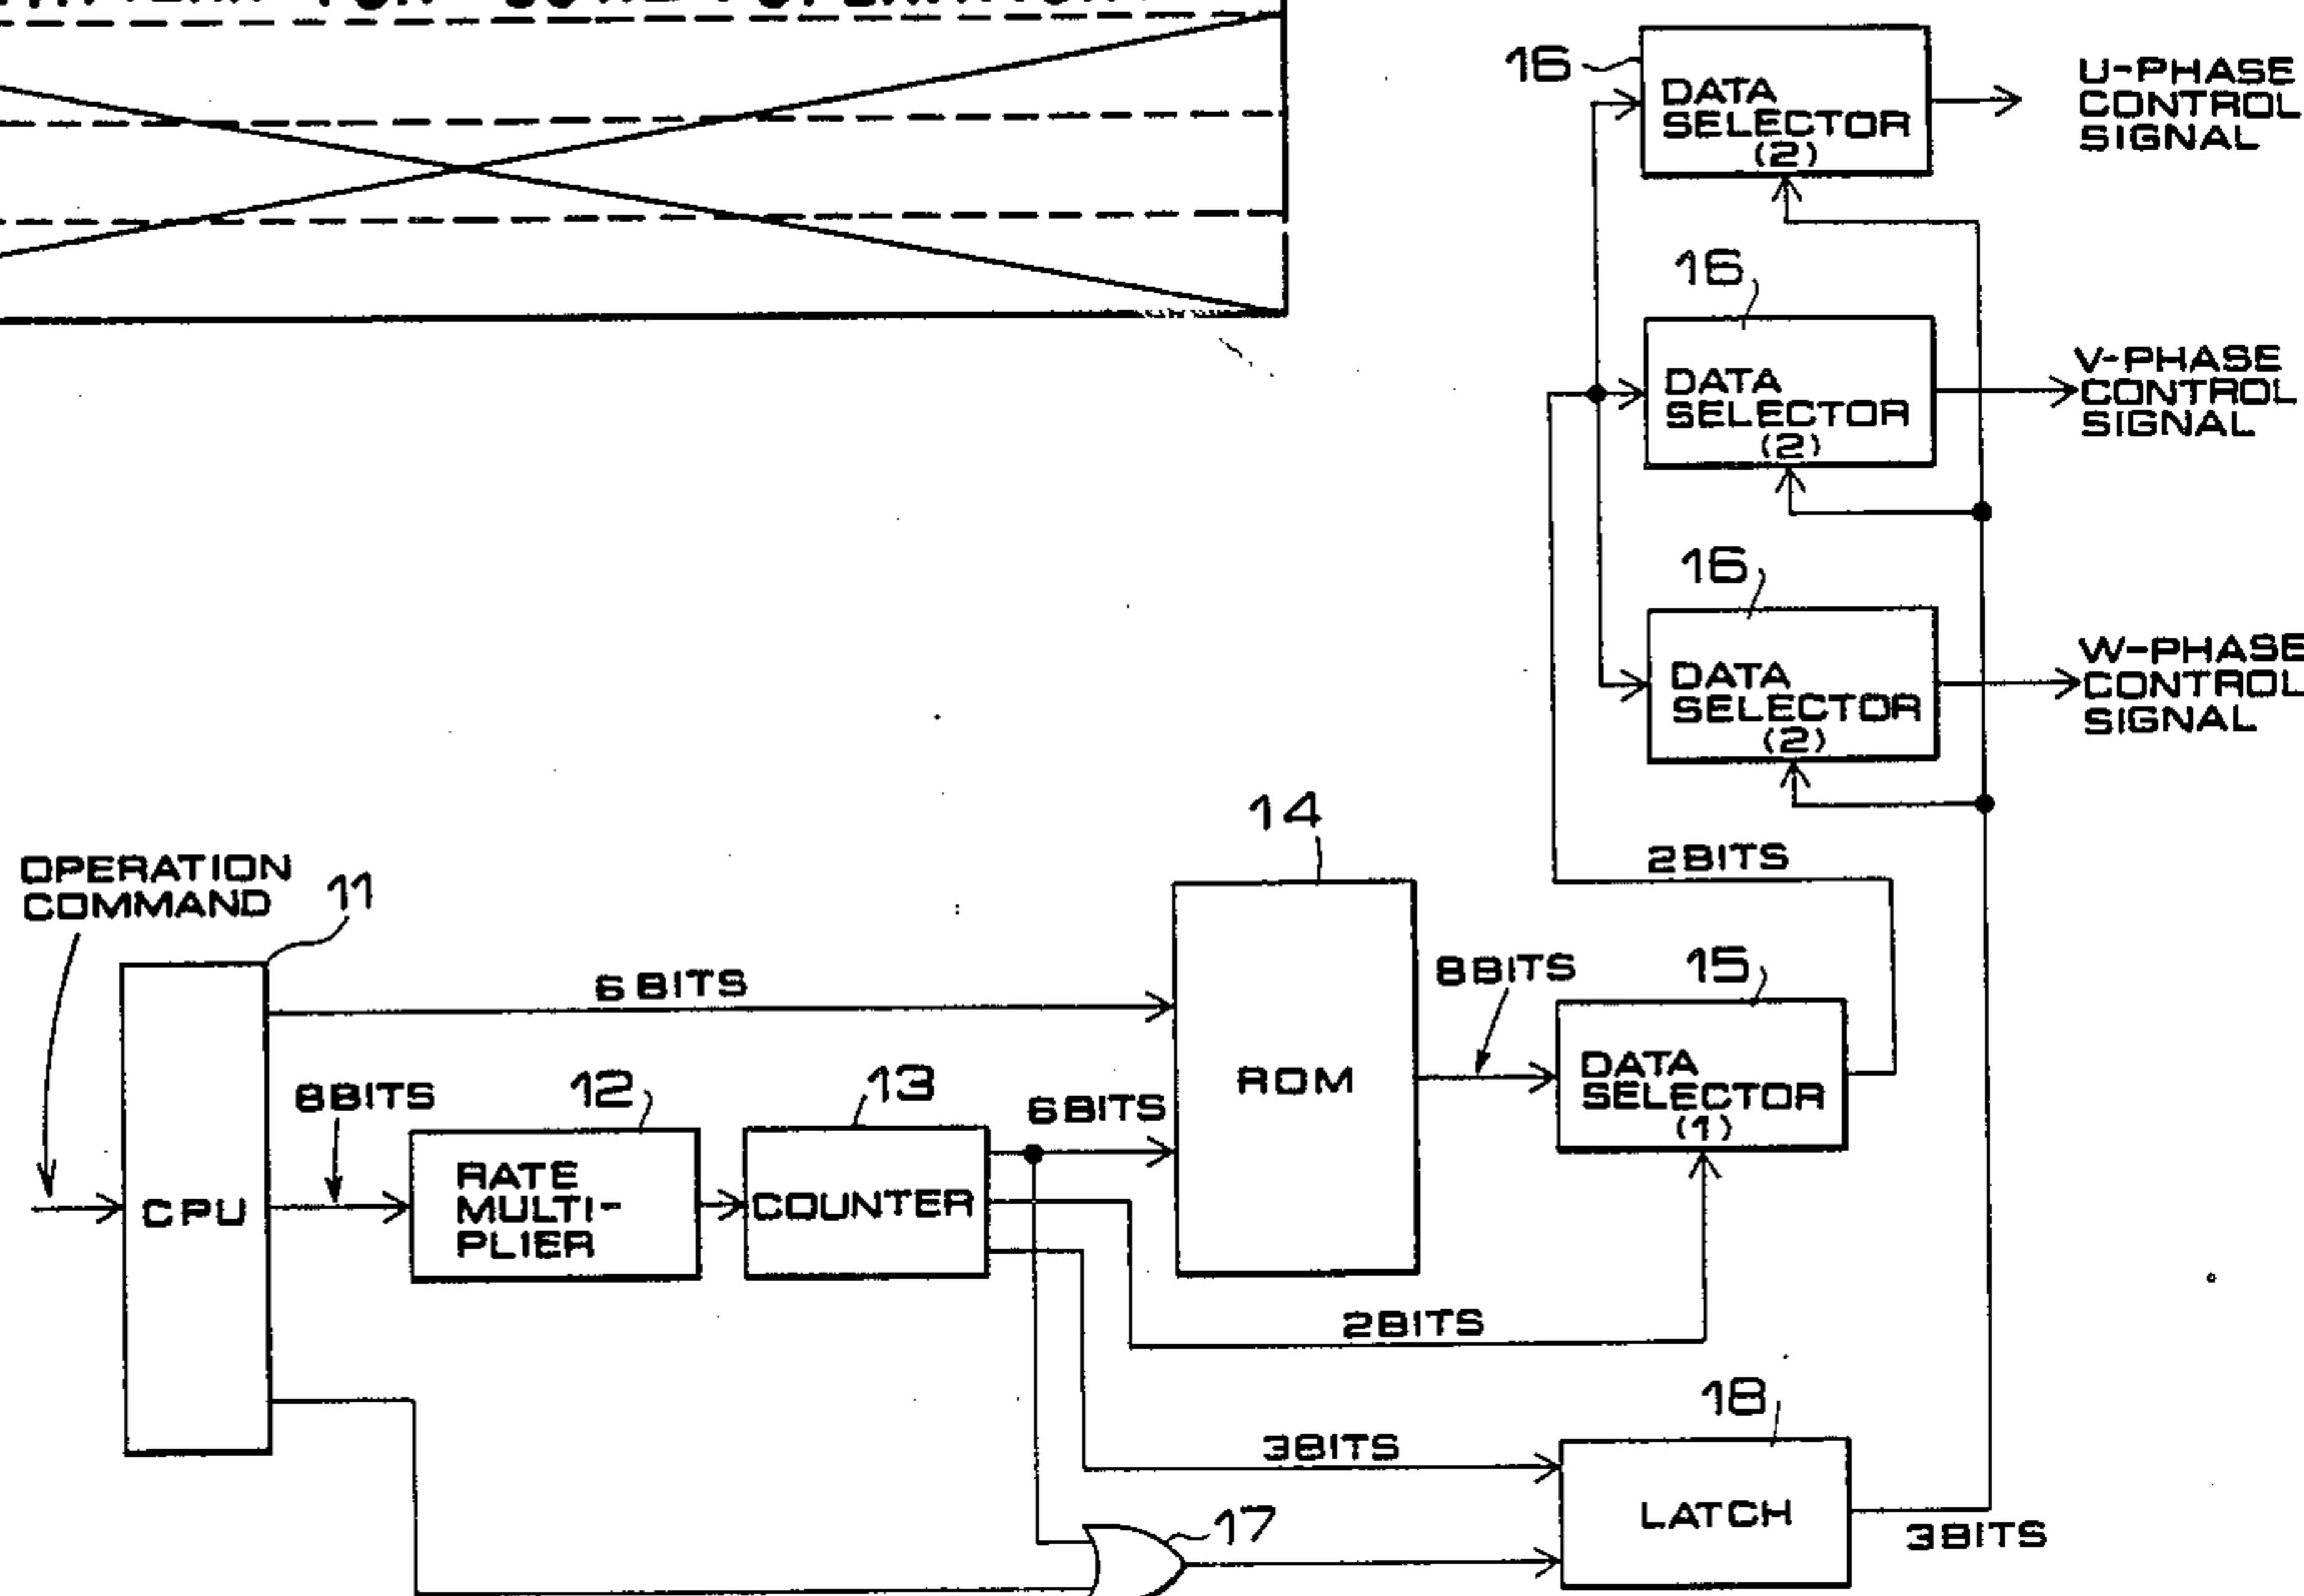 16
DATA
SELECTOR
(2)
U-PHASE
CONTROL
SIGNAL
16
DATA
SELECTOR
(2)
V-PHASE
CONTROL
SIGNAL
16
DATA
SELECTOR
(2)
W-PHASE
CONTROL
SIGNAL
2BITS
OPERATION
COMMAND
11
CPU
6 BITS
8BITS
12
RATE
MULTI-
PLIER
13
COUNTER
6BITS
14
ROM
8BITS
15
DATA
SELECTOR
(1)
2BITS
3BITS
17
18
LATCH
3BITS